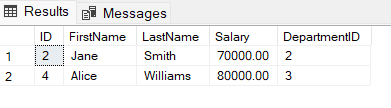 Results Messages
ID FirstName LastName Salary DepartmentID
1 2 Jane Smith 70000.00 2
2 4 Alice Williams 80000.00 3